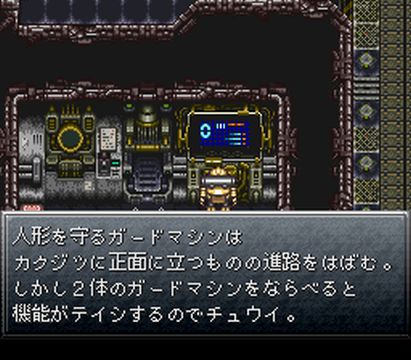 人形を守るガードマシンは
カクジツに正面に立つものの進路をはばむ。
しかし２体のガードマシンをならべると
機能がテイシするのでチュウイ。